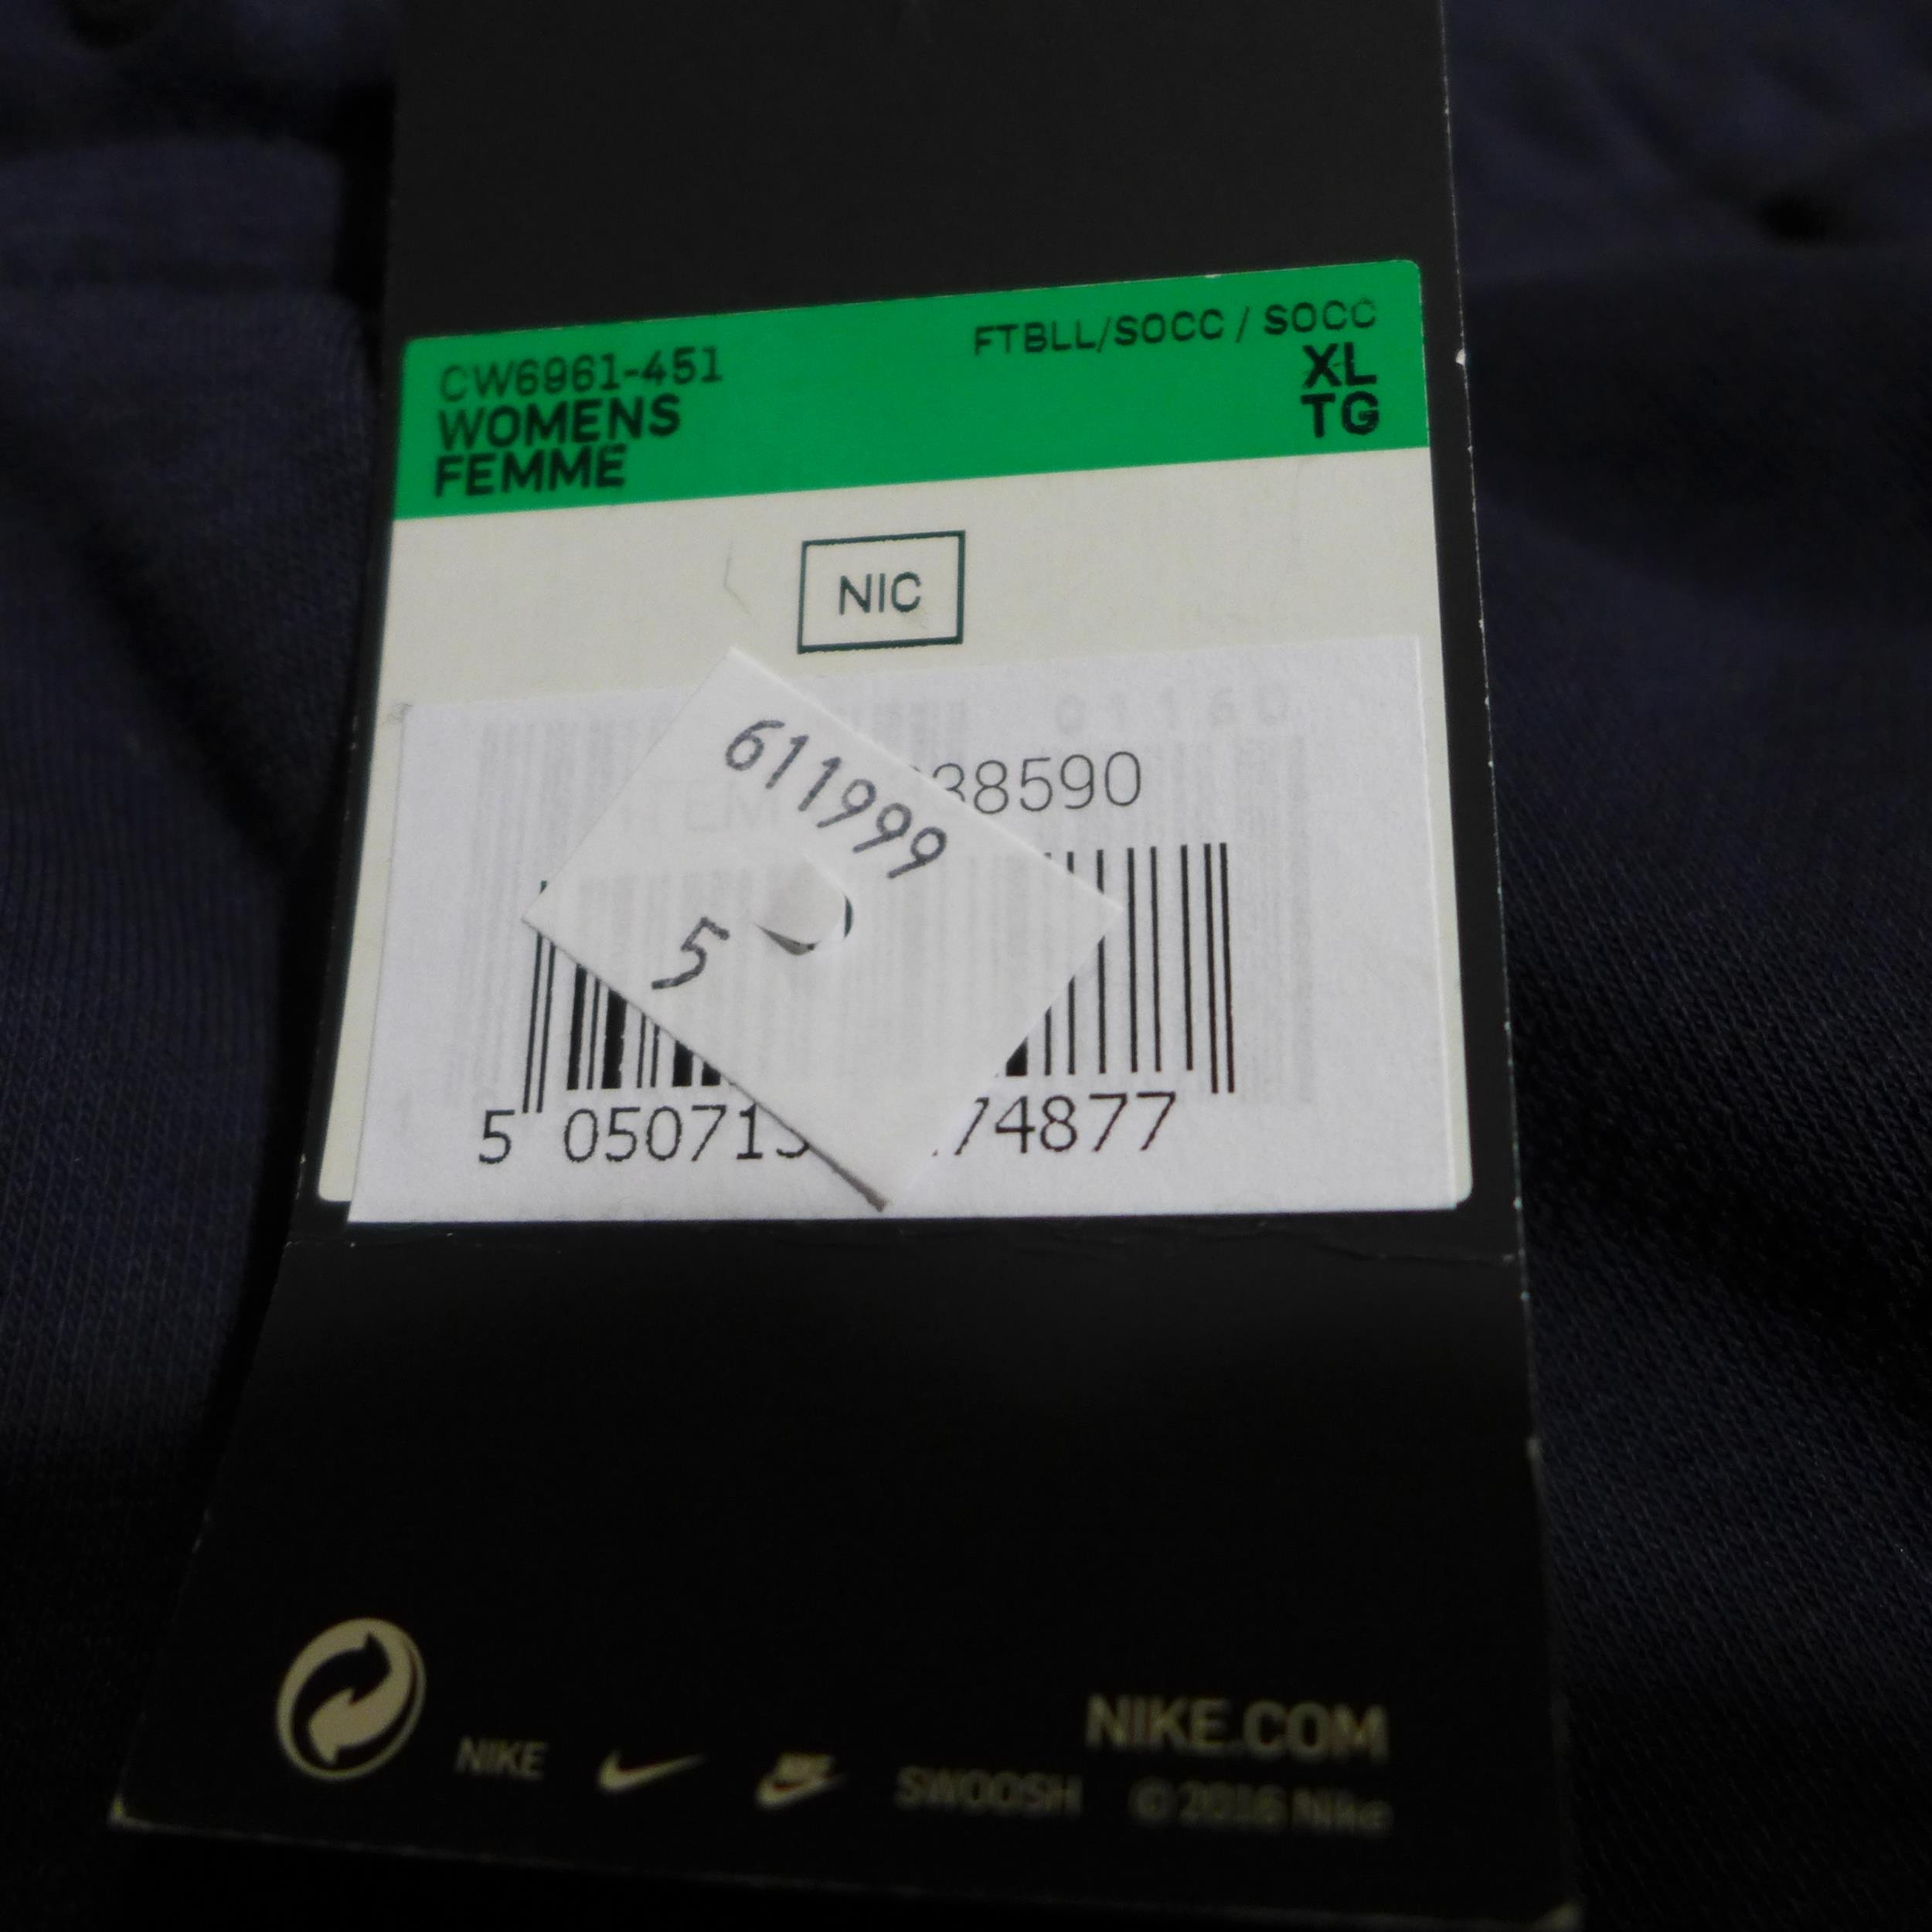 CW6961-451
WOMENS
FEMME
FTBLL/SOCC / SOCC
XL
TG
NIC
01160
611999
38590
5
5 050715 74877
NIKE.COM
NIKE SWOOSH © 2016 Nike